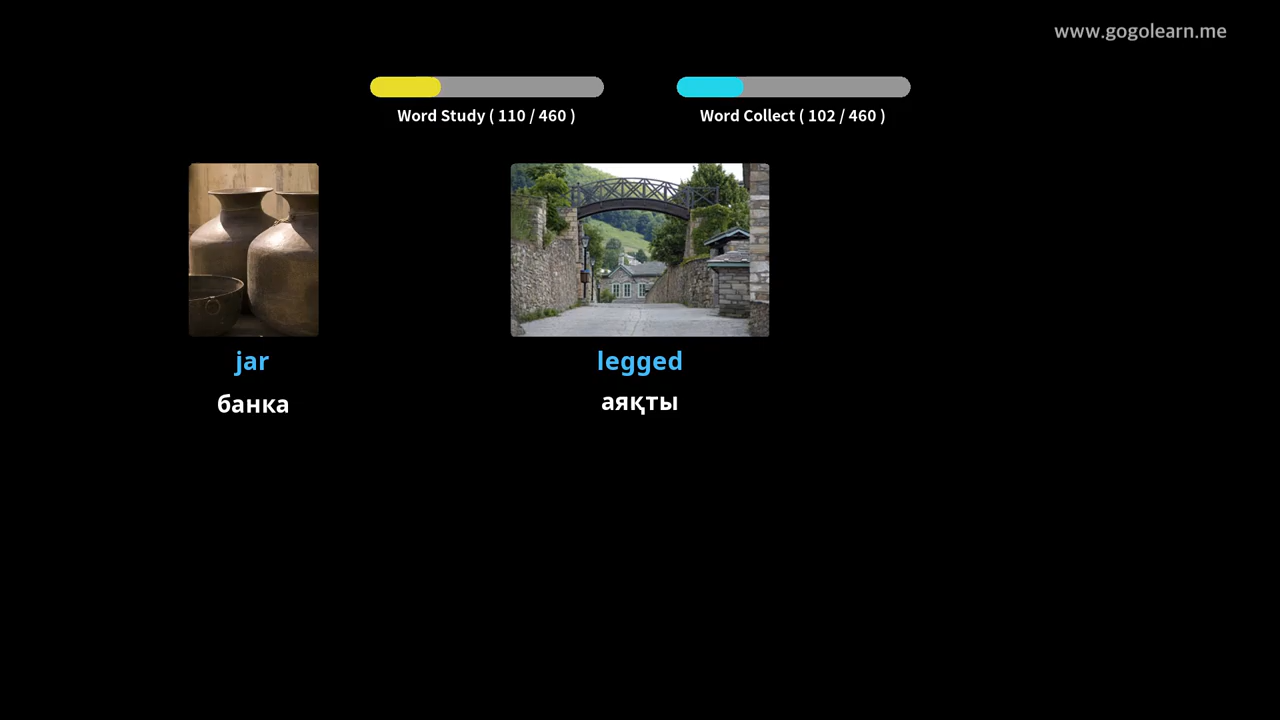 www.gogolearn.me
Word Study ( 110 / 460 )
Word Collect ( 102 / 460 )
jar
банка
legged
аяқты